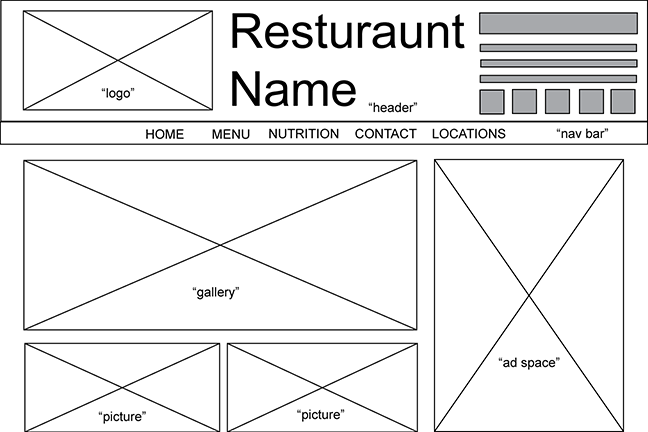 Resturaunt
Name
“logo”
“header”
HOME MENU NUTRITION CONTACT LOCATIONS “nav bar”
“gallery”
“ad space”
“picture” “picture”